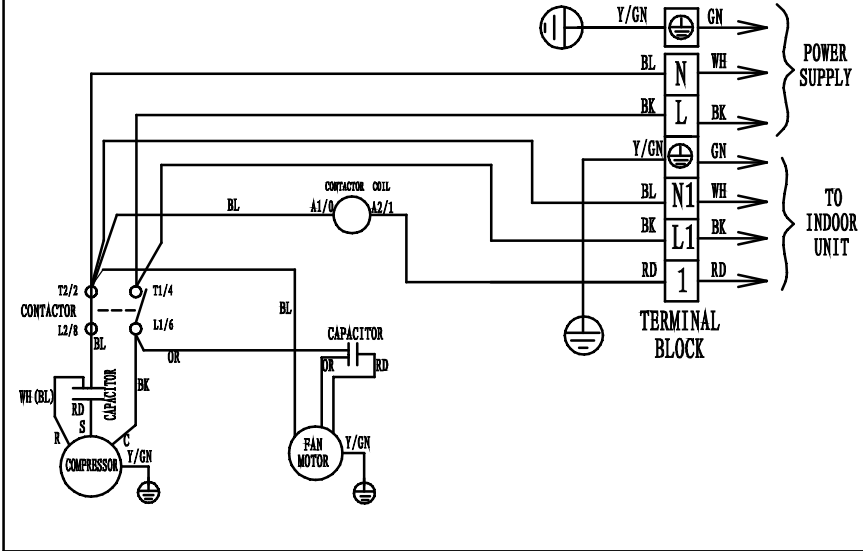 Y/GN
GN
BL
N
WH
POWER
SUPPLY
BK
L
BK
Y/GN
GN
BL
N1
WH
TO
INDOOR
UNIT
BK
L1
BK
RD
1
RD
TERMINAL
BLOCK
CONTACTOR COIL
BL
A1/0
A2/1
T2/2
T1/4
CONTACTOR
L2/8
L1/6
BL
BL
OR
CAPACITOR
OR
RD
BK
WH(BL)
RD
CAPACITOR
S
R
C
COMPRESSOR
Y/GN
FAN
MOTOR
Y/GN